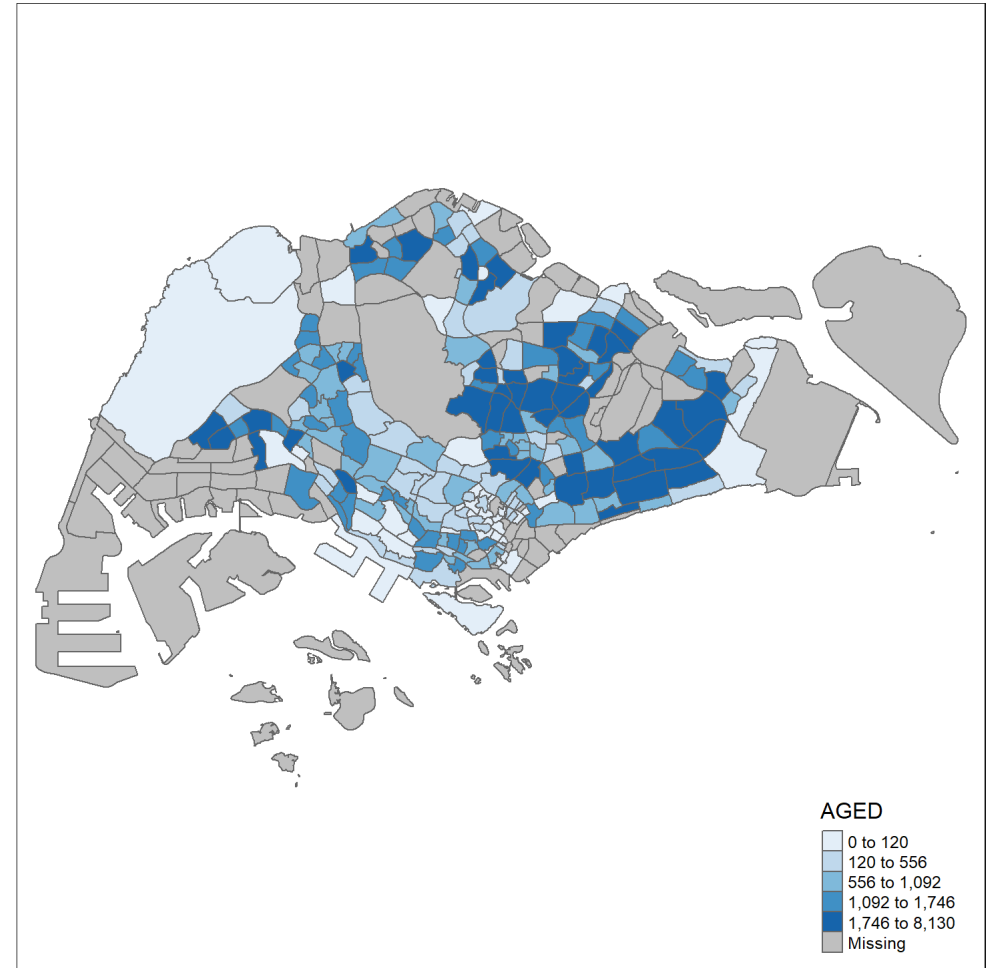 AGED
0 to 120
120 to 556
556 to 1,092
1,092 to 1,746
1,746 to 8,130
Missing